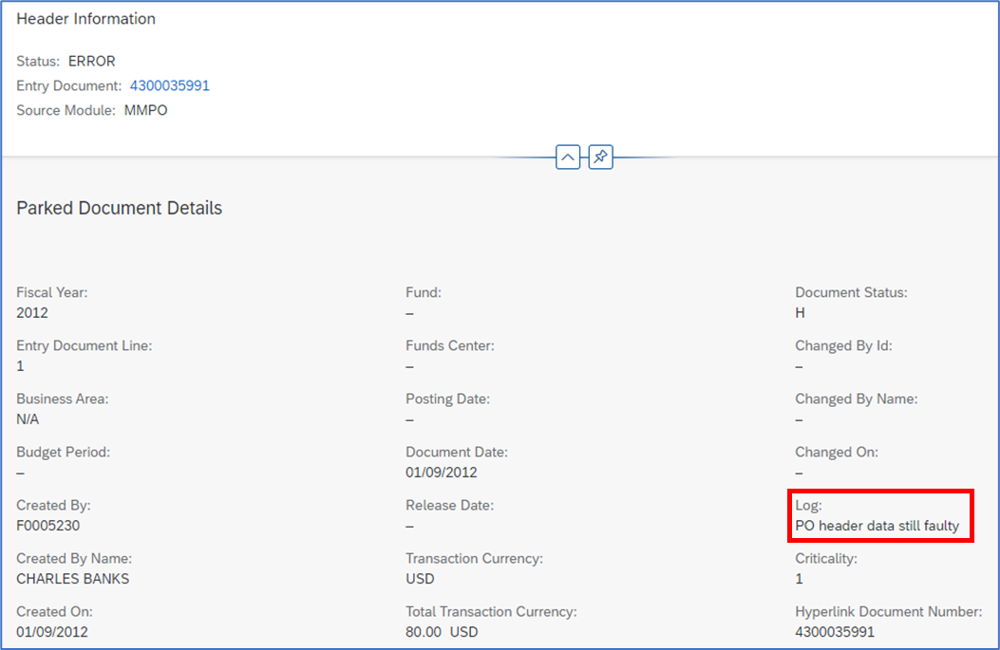 Header Information
Status: ERROR
Entry Document: 4300035991
Source Module: MMPO
Parked Document Details
Fiscal Year:
2012
Fund:
–
Document Status:
H
Entry Document Line:
1
Funds Center:
–
Changed By Id:
–
Business Area:
N/A
Posting Date:
–
Changed By Name:
–
Budget Period:
–
Document Date:
01/09/2012
Changed On:
–
Created By:
F0005230
Release Date:
–
Log:
PO header data still faulty
Created By Name:
CHARLES BANKS
Transaction Currency:
USD
Criticality:
1
Created On:
01/09/2012
Total Transaction Currency:
80.00 USD
Hyperlink Document Number:
4300035991